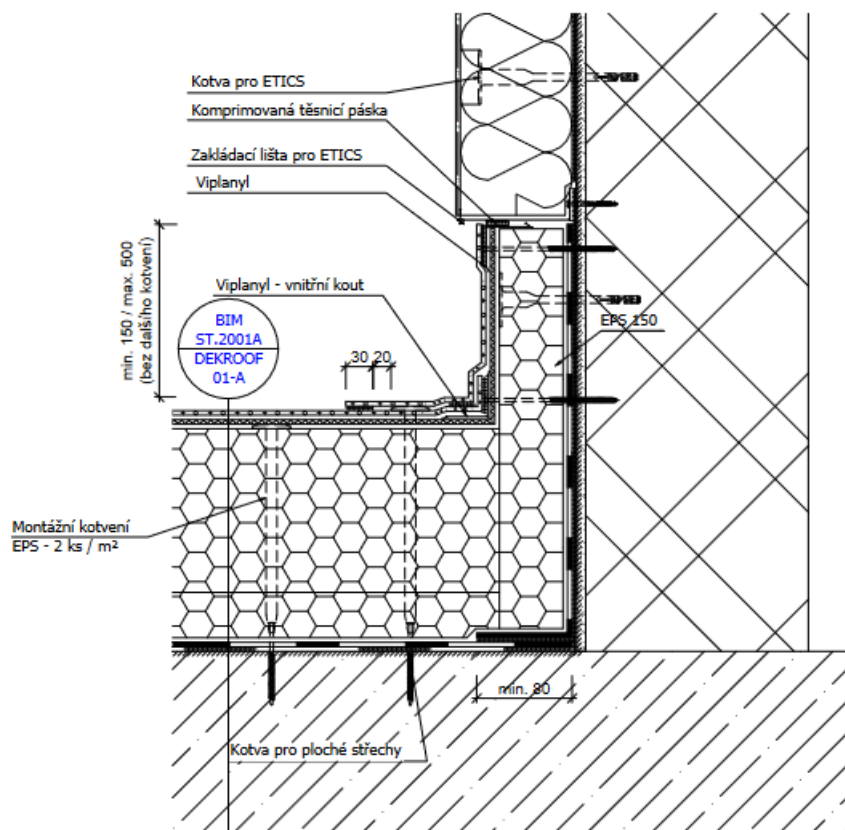 Kotva pro ETICS
Komprimovaná těsnicí páska
Zakládací lišta pro ETICS
Viplanyl
min. 150 / max. 500
(bez dalšího kotvení)
Viplanyl - vnitřní kout
BIM
ST.2001A
DEKROOF
01-A
EPS 150
30 20
Montážní kotvení
EPS - 2 ks / m²
min. 80
Kotva pro ploché střechy